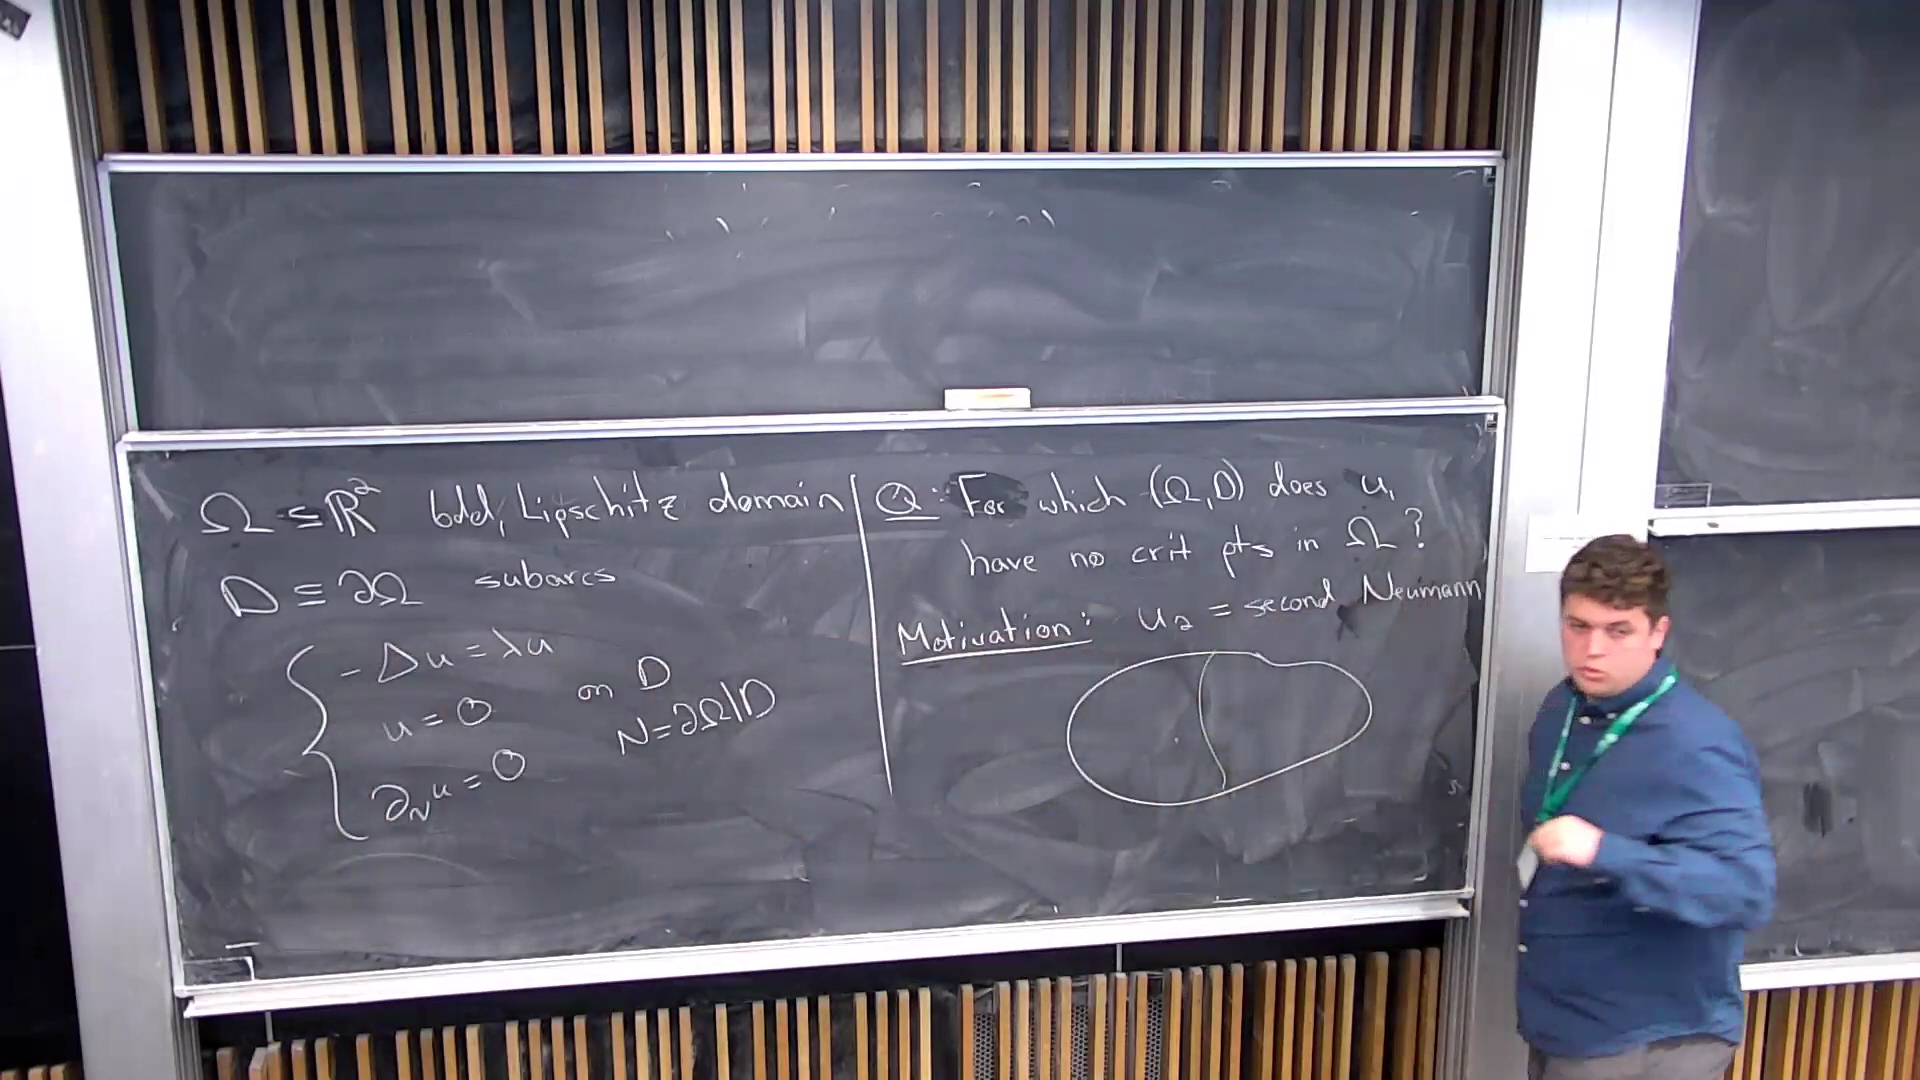 Ω ⊆ ℝ² bdd, Lipschitz domain
D ⊆ ∂Ω subarcs
-Δu = λu
u = 0 on D
∂_N u = 0 N = ∂Ω\D
Q: For which (Ω, D) does u₁
have no crit pts in Ω?
Motivation: u₂ = second Neumann